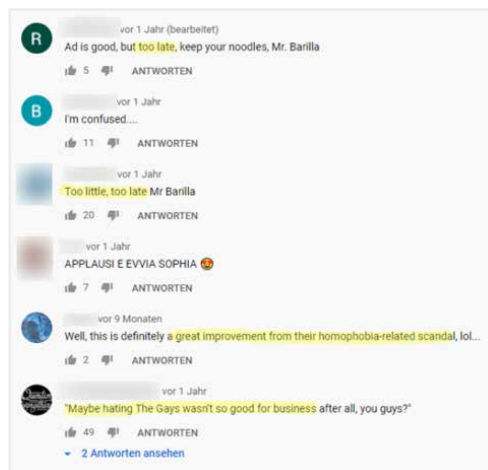 R
vor 1 Jahr (bearbeitet)
Ad is good, but too late, keep your noodles, Mr. Barilla
5 ANTWORTEN
B
vor 1 Jahr
I'm confused....
11 ANTWORTEN
vor 1 Jahr
Too little, too late Mr Barilla
20 ANTWORTEN
vor 1 Jahr
APPLAUSI E EVVIA SOPHIA 🤩
7 ANTWORTEN
vor 9 Monaten
Well, this is definitely a great improvement from their homophobia-related scandal, lol...
2 ANTWORTEN
vor 1 Jahr
"Maybe hating The Gays wasn't so good for business after all, you guys?"
49 ANTWORTEN
2 Antworten ansehen